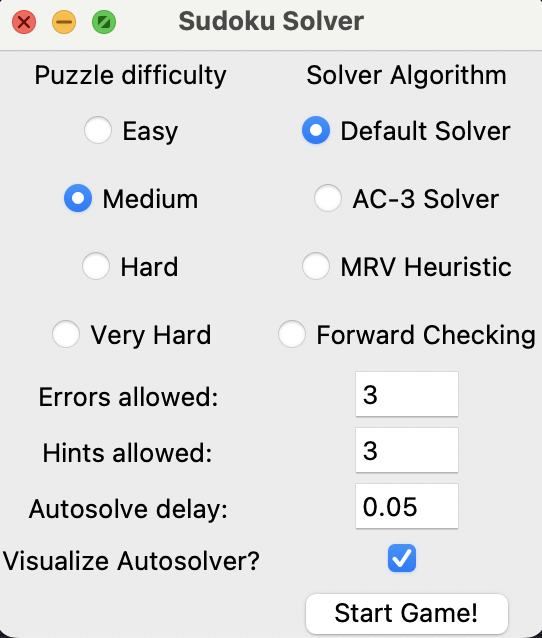 Sudoku Solver
Puzzle difficulty Solver Algorithm
Easy Default Solver
Medium AC-3 Solver
Hard MRV Heuristic
Very Hard Forward Checking
Errors allowed: 3
Hints allowed: 3
Autosolve delay: 0.05
Visualize Autosolver?
Start Game!